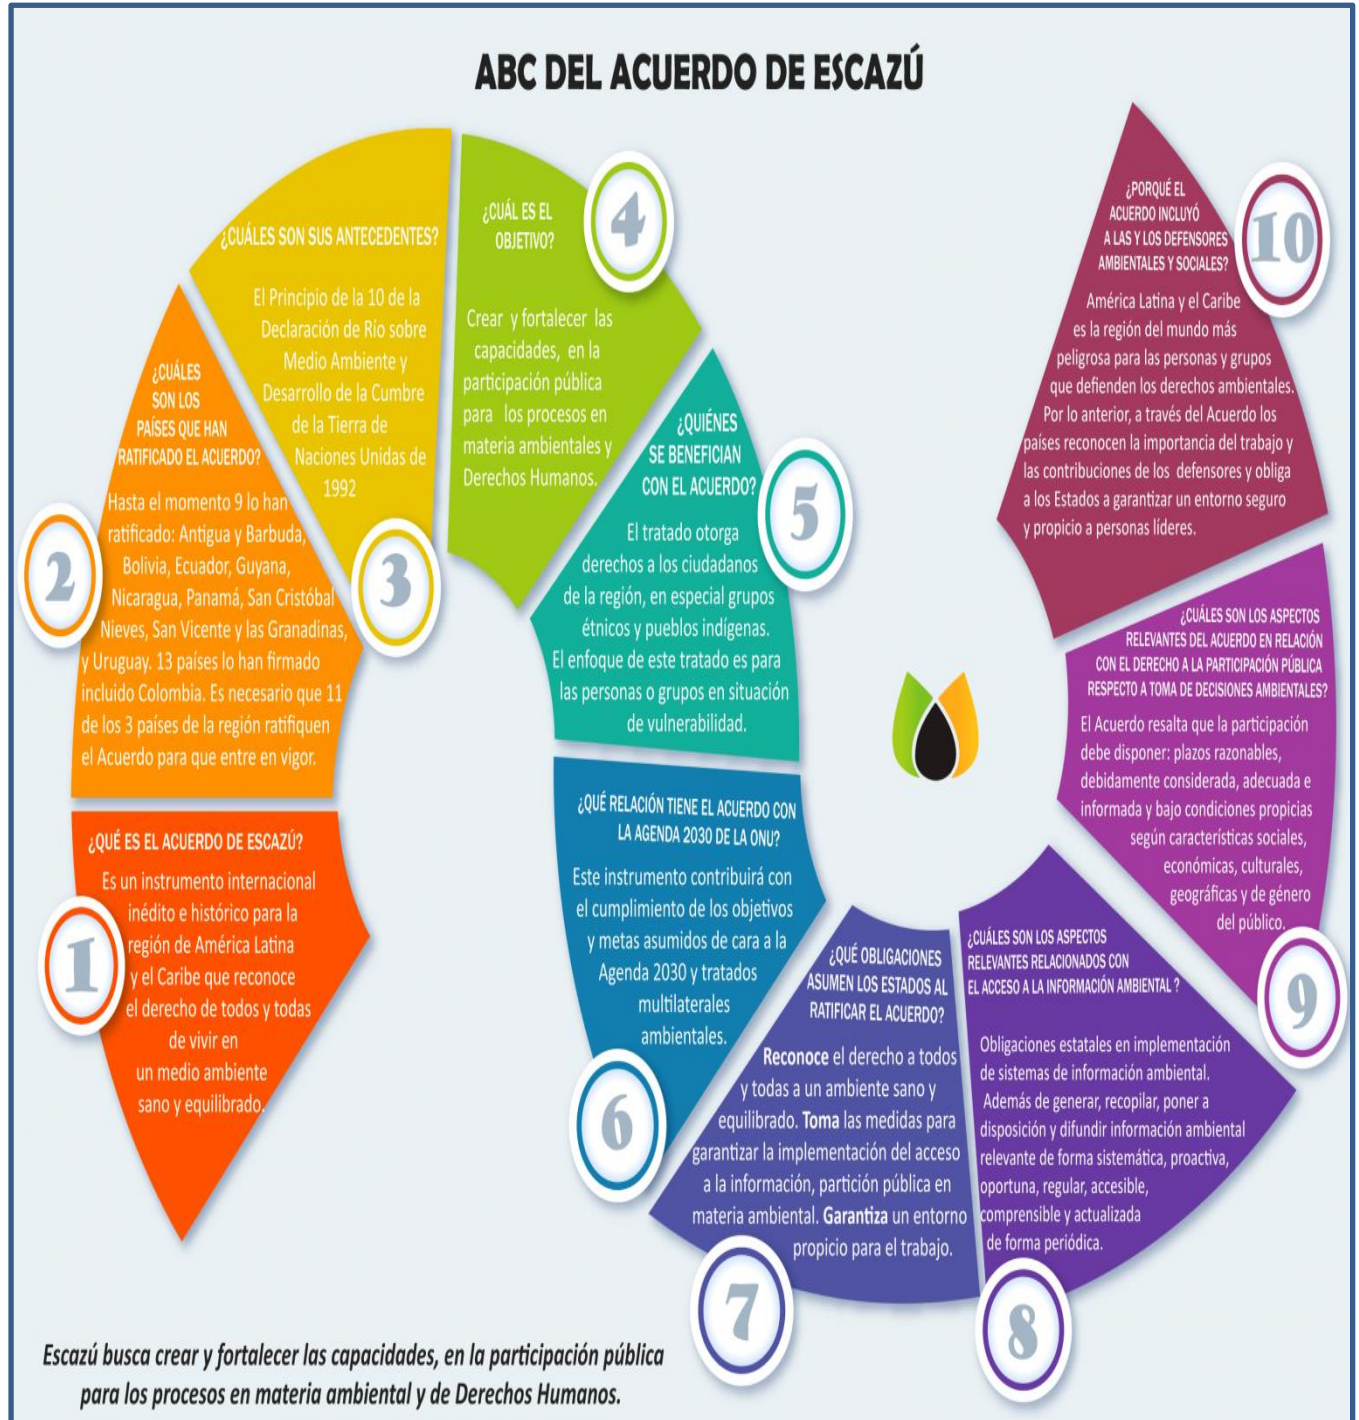 ABC DEL ACUERDO DE ESCAZÚ
1
¿QUÉ ES EL ACUERDO DE ESCAZÚ?
Es un instrumento internacional
inédito e histórico para la
región de América Latina
y el Caribe que reconoce
el derecho de todos y todas
de vivir en
un medio ambiente
sano y equilibrado.
2
¿CUÁLES
SON LOS
PAÍSES QUE HAN
RATIFICADO EL ACUERDO?
Hasta el momento 9 lo han
ratificado: Antigua y Barbuda,
Bolivia, Ecuador, Guyana,
Nicaragua, Panamá, San Cristóbal
Nieves, San Vicente y las Granadinas,
y Uruguay. 13 países lo han firmado
incluido Colombia. Es necesario que 11
de los 3 países de la región ratifiquen
el Acuerdo para que entre en vigor.
3
¿CUÁLES SON SUS ANTECEDENTES?
El Principio de la 10 de la
Declaración de Río sobre
Medio Ambiente y
Desarrollo de la Cumbre
de la Tierra de
Naciones Unidas de
1992
4
¿CUÁL ES EL
OBJETIVO?
Crear y fortalecer las
capacidades, en la
participación pública
para los procesos en
materia ambientales y
Derechos Humanos.
5
¿QUIÉNES
SE BENEFICIAN
CON EL ACUERDO?
El tratado otorga
derechos a los ciudadanos
de la región, en especial grupos
étnicos y pueblos indígenas.
El enfoque de este tratado es para
las personas o grupos en situación
de vulnerabilidad.
6
¿QUÉ RELACIÓN TIENE EL ACUERDO CON
LA AGENDA 2030 DE LA ONU?
Este instrumento contribuirá con
el cumplimiento de los objetivos
y metas asumidos de cara a la
Agenda 2030 y tratados
multilaterales
ambientales.
7
¿QUÉ OBLIGACIONES
ASUMEN LOS ESTADOS AL
RATIFICAR EL ACUERDO?
Reconoce el derecho a todos
y todas a un ambiente sano y
equilibrado. Toma las medidas para
garantizar la implementación del acceso
a la información, partición pública en
materia ambiental. Garantiza un entorno
propicio para el trabajo.
8
¿CUÁLES SON LOS ASPECTOS
RELEVANTES RELACIONADOS CON
EL ACCESO A LA INFORMACIÓN AMBIENTAL ?
Obligaciones estatales en implementación
de sistemas de información ambiental.
Además de generar, recopilar, poner a
disposición y difundir información ambiental
relevante de forma sistemática, proactiva,
oportuna, regular, accesible,
comprensible y actualizada
de forma periódica.
9
¿CUÁLES SON LOS ASPECTOS
RELEVANTES DEL ACUERDO EN RELACIÓN
CON EL DERECHO A LA PARTICIPACIÓN PÚBLICA
RESPECTO A TOMA DE DECISIONES AMBIENTALES?
El Acuerdo resalta que la participación
debe disponer: plazos razonables,
debidamente considerada, adecuada e
informada y bajo condiciones propicias
según características sociales,
económicas, culturales,
geográficas y de género
del público.
10
¿PORQUÉ EL
ACUERDO INCLUYÓ
A LAS Y LOS DEFENSORES
AMBIENTALES Y SOCIALES?
América Latina y el Caribe
es la región del mundo más
peligrosa para las personas y grupos
que defienden los derechos ambientales.
Por lo anterior, a través del Acuerdo los
países reconocen la importancia del trabajo y
las contribuciones de los defensores y obliga
a los Estados a garantizar un entorno seguro
y propicio a personas líderes.
Escazú busca crear y fortalecer las capacidades, en la participación pública
para los procesos en materia ambiental y de Derechos Humanos.